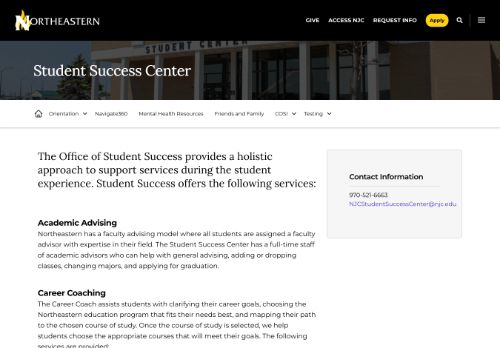 NORTHEASTERN
GIVE ACCESS NJC REQUEST INFO Apply
STUDENT CENTER
Student Success Center
Orientation Navigate360 Mental Health Resources Friends and Family COSI Testing
The Office of Student Success provides a holistic
approach to support services during the student
experience. Student Success offers the following services:
Contact Information
970-521-6663
NJCStudentSuccessCenter@njc.edu
Academic Advising
Northeastern has a faculty advising model where all students are assigned a faculty
advisor with expertise in their field. The Student Success Center has a full-time staff
of academic advisors who can help with general advising, adding or dropping
classes, changing majors, and applying for graduation.
Career Coaching
The Career Coach assists students with clarifying their career goals, choosing the
Northeastern education program that fits their needs best, and mapping their path
to the chosen course of study. Once the course of study is selected, we help
students choose the appropriate courses that will meet their goals. The following
services are provided: